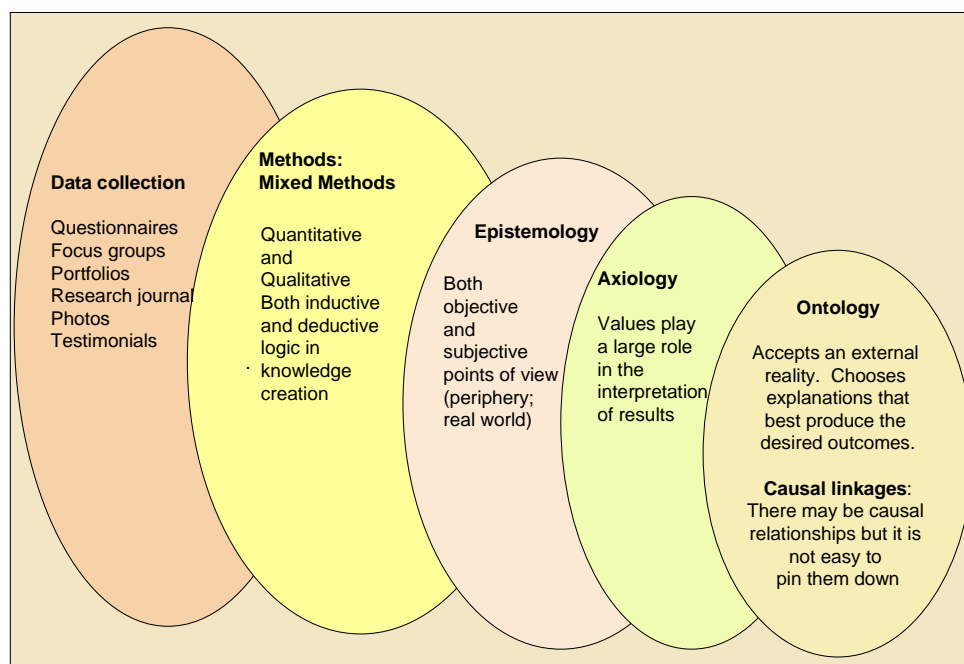 Data collection
Questionnaires
Focus groups
Portfolios
Research journal
Photos
Testimonials
Methods:
Mixed Methods
Quantitative
and
Qualitative
Both inductive
and deductive
logic in
knowledge
creation
Epistemology
Both
objective
and
subjective
points of view
(periphery;
real world)
Axiology
Values play
a large role
in the
interpretation
of results
Ontology
Accepts an external
reality. Chooses
explanations that
best produce the
desired outcomes.
Causal linkages:
There may be causal
relationships but it is
not easy to
pin them down